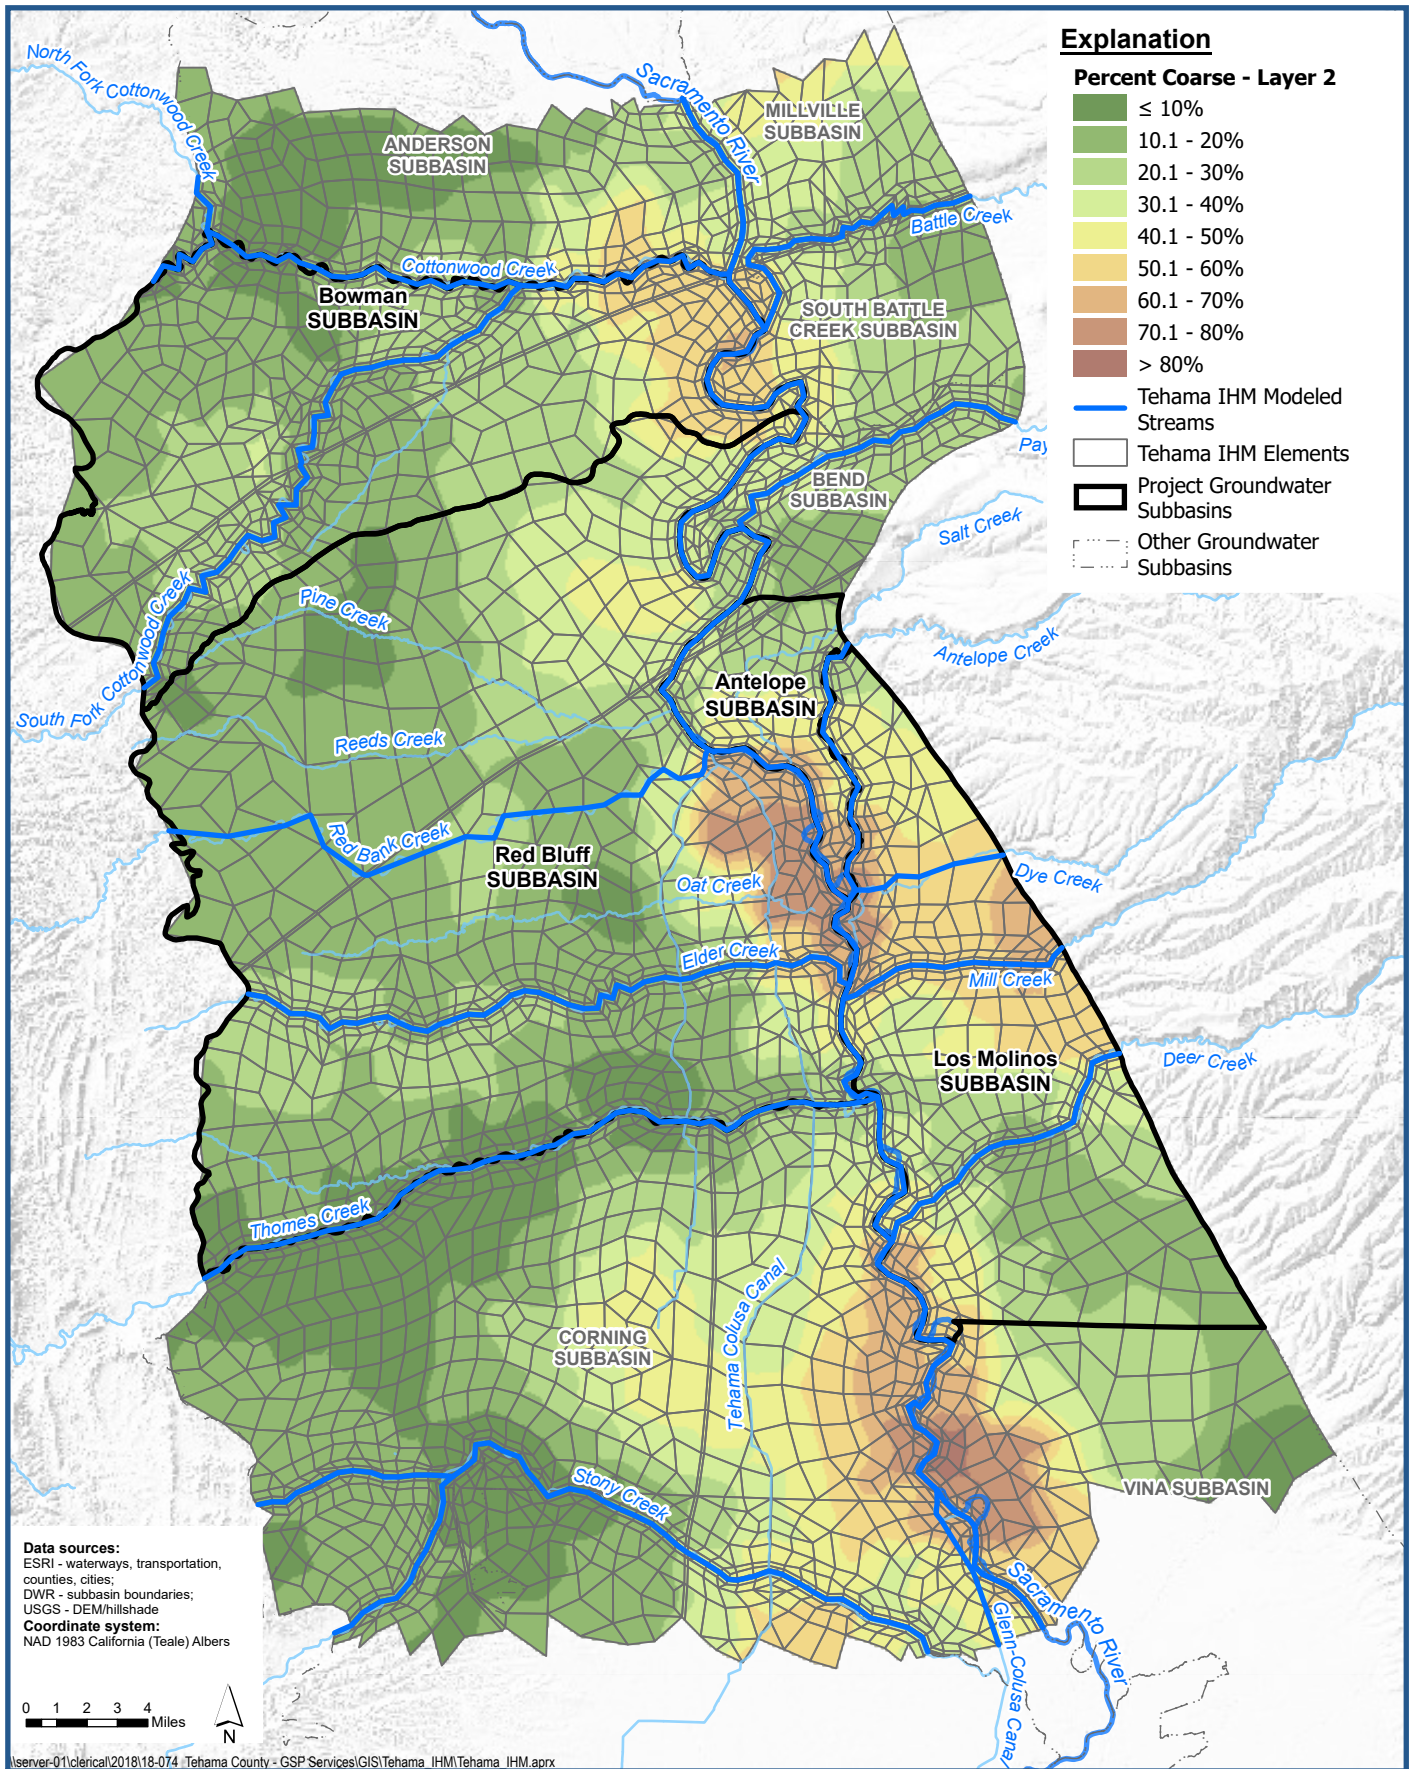 Explanation
Percent Coarse - Layer 2
≤ 10%
10.1 - 20%
20.1 - 30%
30.1 - 40%
40.1 - 50%
50.1 - 60%
60.1 - 70%
70.1 - 80%
> 80%
Tehama IHM Modeled
Streams
Tehama IHM Elements
Project Groundwater
Subbasins
Other Groundwater
Subbasins
North Fork Cottonwood Creek
Sacramento River
MILLVILLE
SUBBASIN
ANDERSON
SUBBASIN
Battle Creek
Cottonwood Creek
Bowman
SUBBASIN
SOUTH BATTLE
CREEK SUBBASIN
Pay
BEND
SUBBASIN
Salt Creek
Pine Creek
Antelope Creek
South Fork Cottonwood Creek
Antelope
SUBBASIN
Reeds Creek
Red Bank Creek
Red Bluff
SUBBASIN
Oat Creek
Dye Creek
Elder Creek
Mill Creek
Los Molinos
SUBBASIN
Deer Creek
Thomes Creek
Tehama Colusa Canal
CORNING
SUBBASIN
Stony Creek
VINA SUBBASIN
Sacramento River
Glenn-Colusa Canal
Data sources:
ESRI - waterways, transportation,
counties, cities;
DWR - subbasin boundaries;
USGS - DEM/hillshade
Coordinate system:
NAD 1983 California (Teale) Albers
0 1 2 3 4
Miles
N
\\server-01\clerical\2018\18-074_Tehama County - GSP Services\GIS\Tehama_IHM\Tehama_IHM.aprx